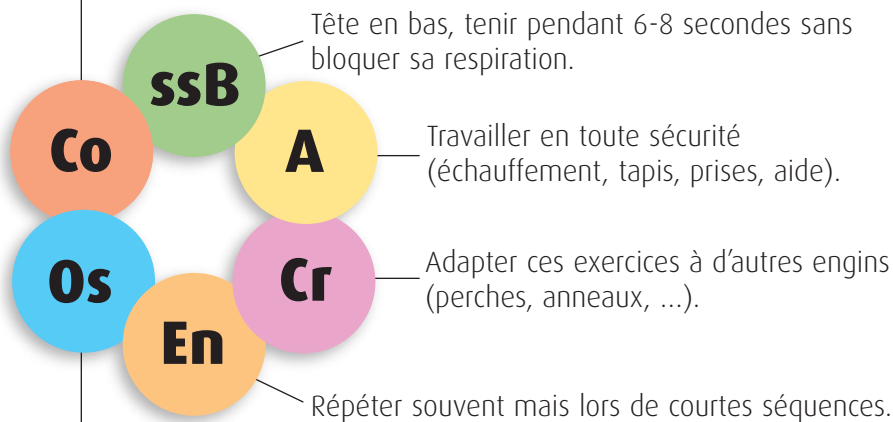 Tête en bas, tenir pendant 6-8 secondes sans
bloquer sa respiration.
ssB
Co
A
Travailler en toute sécurité
(échauffement, tapis, prises, aide).
Os
Cr
Adapter ces exercices à d'autres engins
(perches, anneaux, ...).
En
Répéter souvent mais lors de courtes séquences.